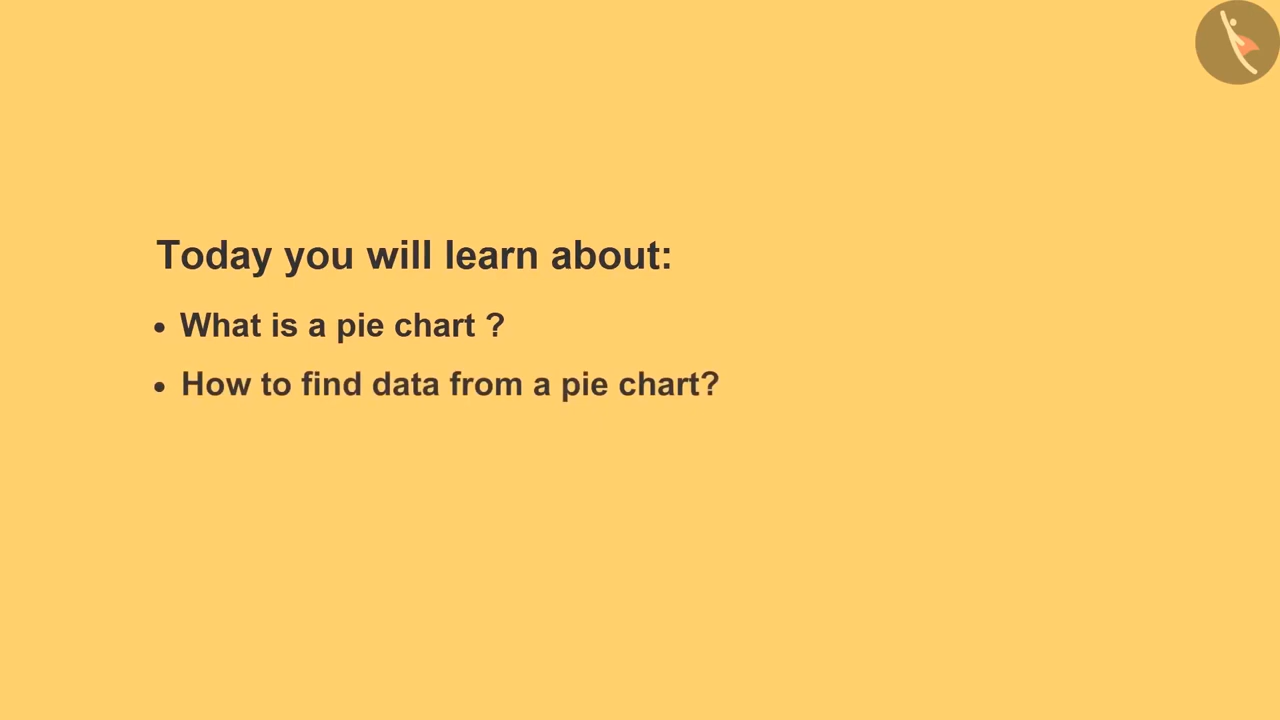 Today you will learn about:
• What is a pie chart ?
• How to find data from a pie chart?